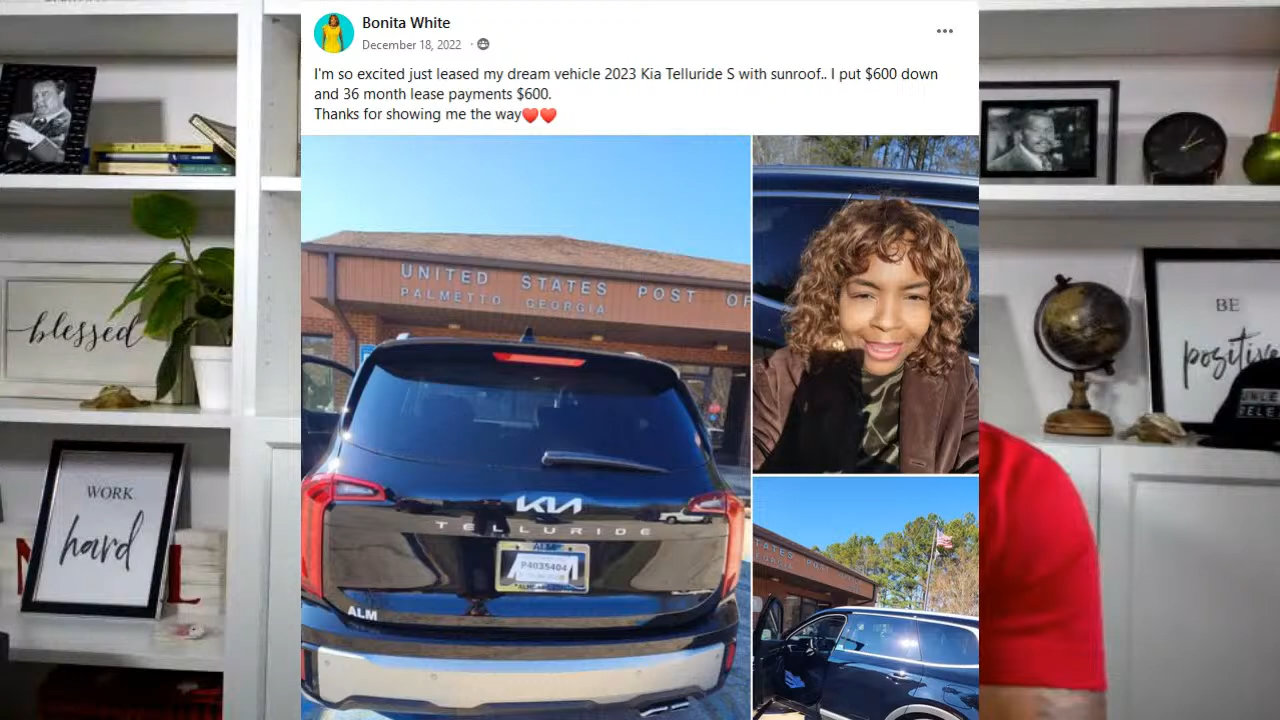 Bonita White
December 18, 2022
I'm so excited just leased my dream vehicle 2023 Kia Telluride S with sunroof.. I put $600 down
and 36 month lease payments $600.
Thanks for showing me the way❤️❤️
UNITED STATES POST OF
PALMETTO GEORGIA
KIA
TELLURIDE
ALM
P4035404
ALM
blessed
WORK
hard
BE
positive